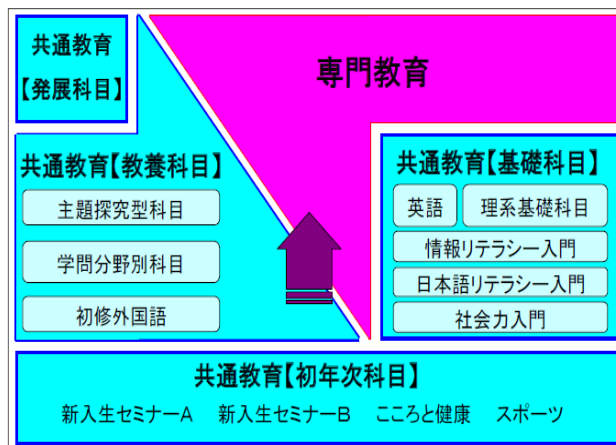 共通教育
【発展科目】
専門教育
共通教育【教養科目】
主題探究型科目
学問分野別科目
初修外国語
共通教育【基礎科目】
英語
理系基礎科目
情報リテラシー入門
日本語リテラシー入門
社会力入門
共通教育【初年次科目】
新入生セミナーA 新入生セミナーB こころと健康 スポーツ